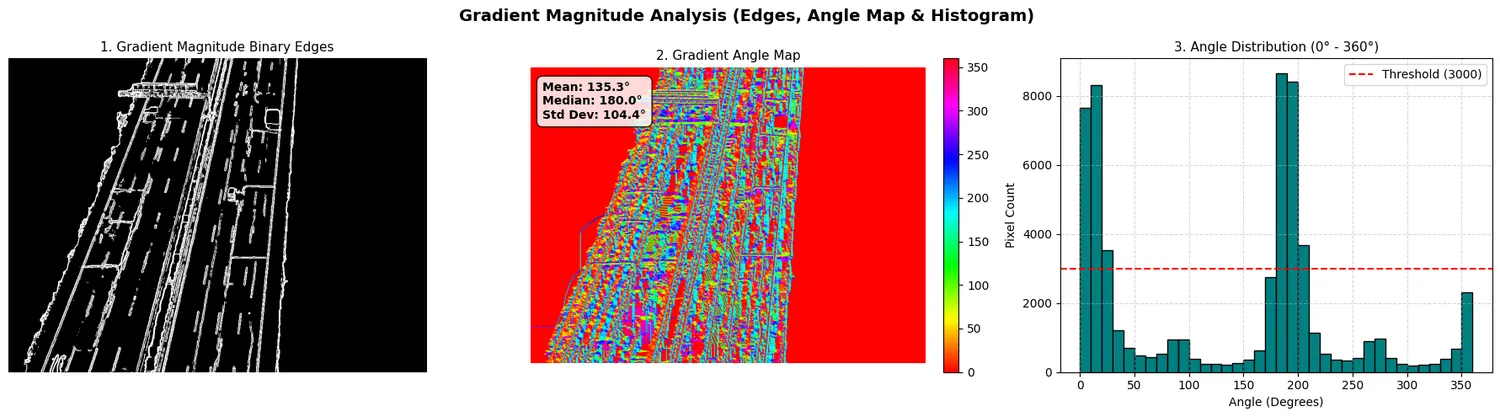 Gradient Magnitude Analysis (Edges, Angle Map & Histogram)
1. Gradient Magnitude Binary Edges
2. Gradient Angle Map
Mean: 135.3°
Median: 180.0°
Std Dev: 104.4°
350
300
250
200
150
100
50
0
3. Angle Distribution (0° - 360°)
Threshold (3000)
Pixel Count
8000
6000
4000
2000
0
0 50 100 150 200 250 300 350
Angle (Degrees)